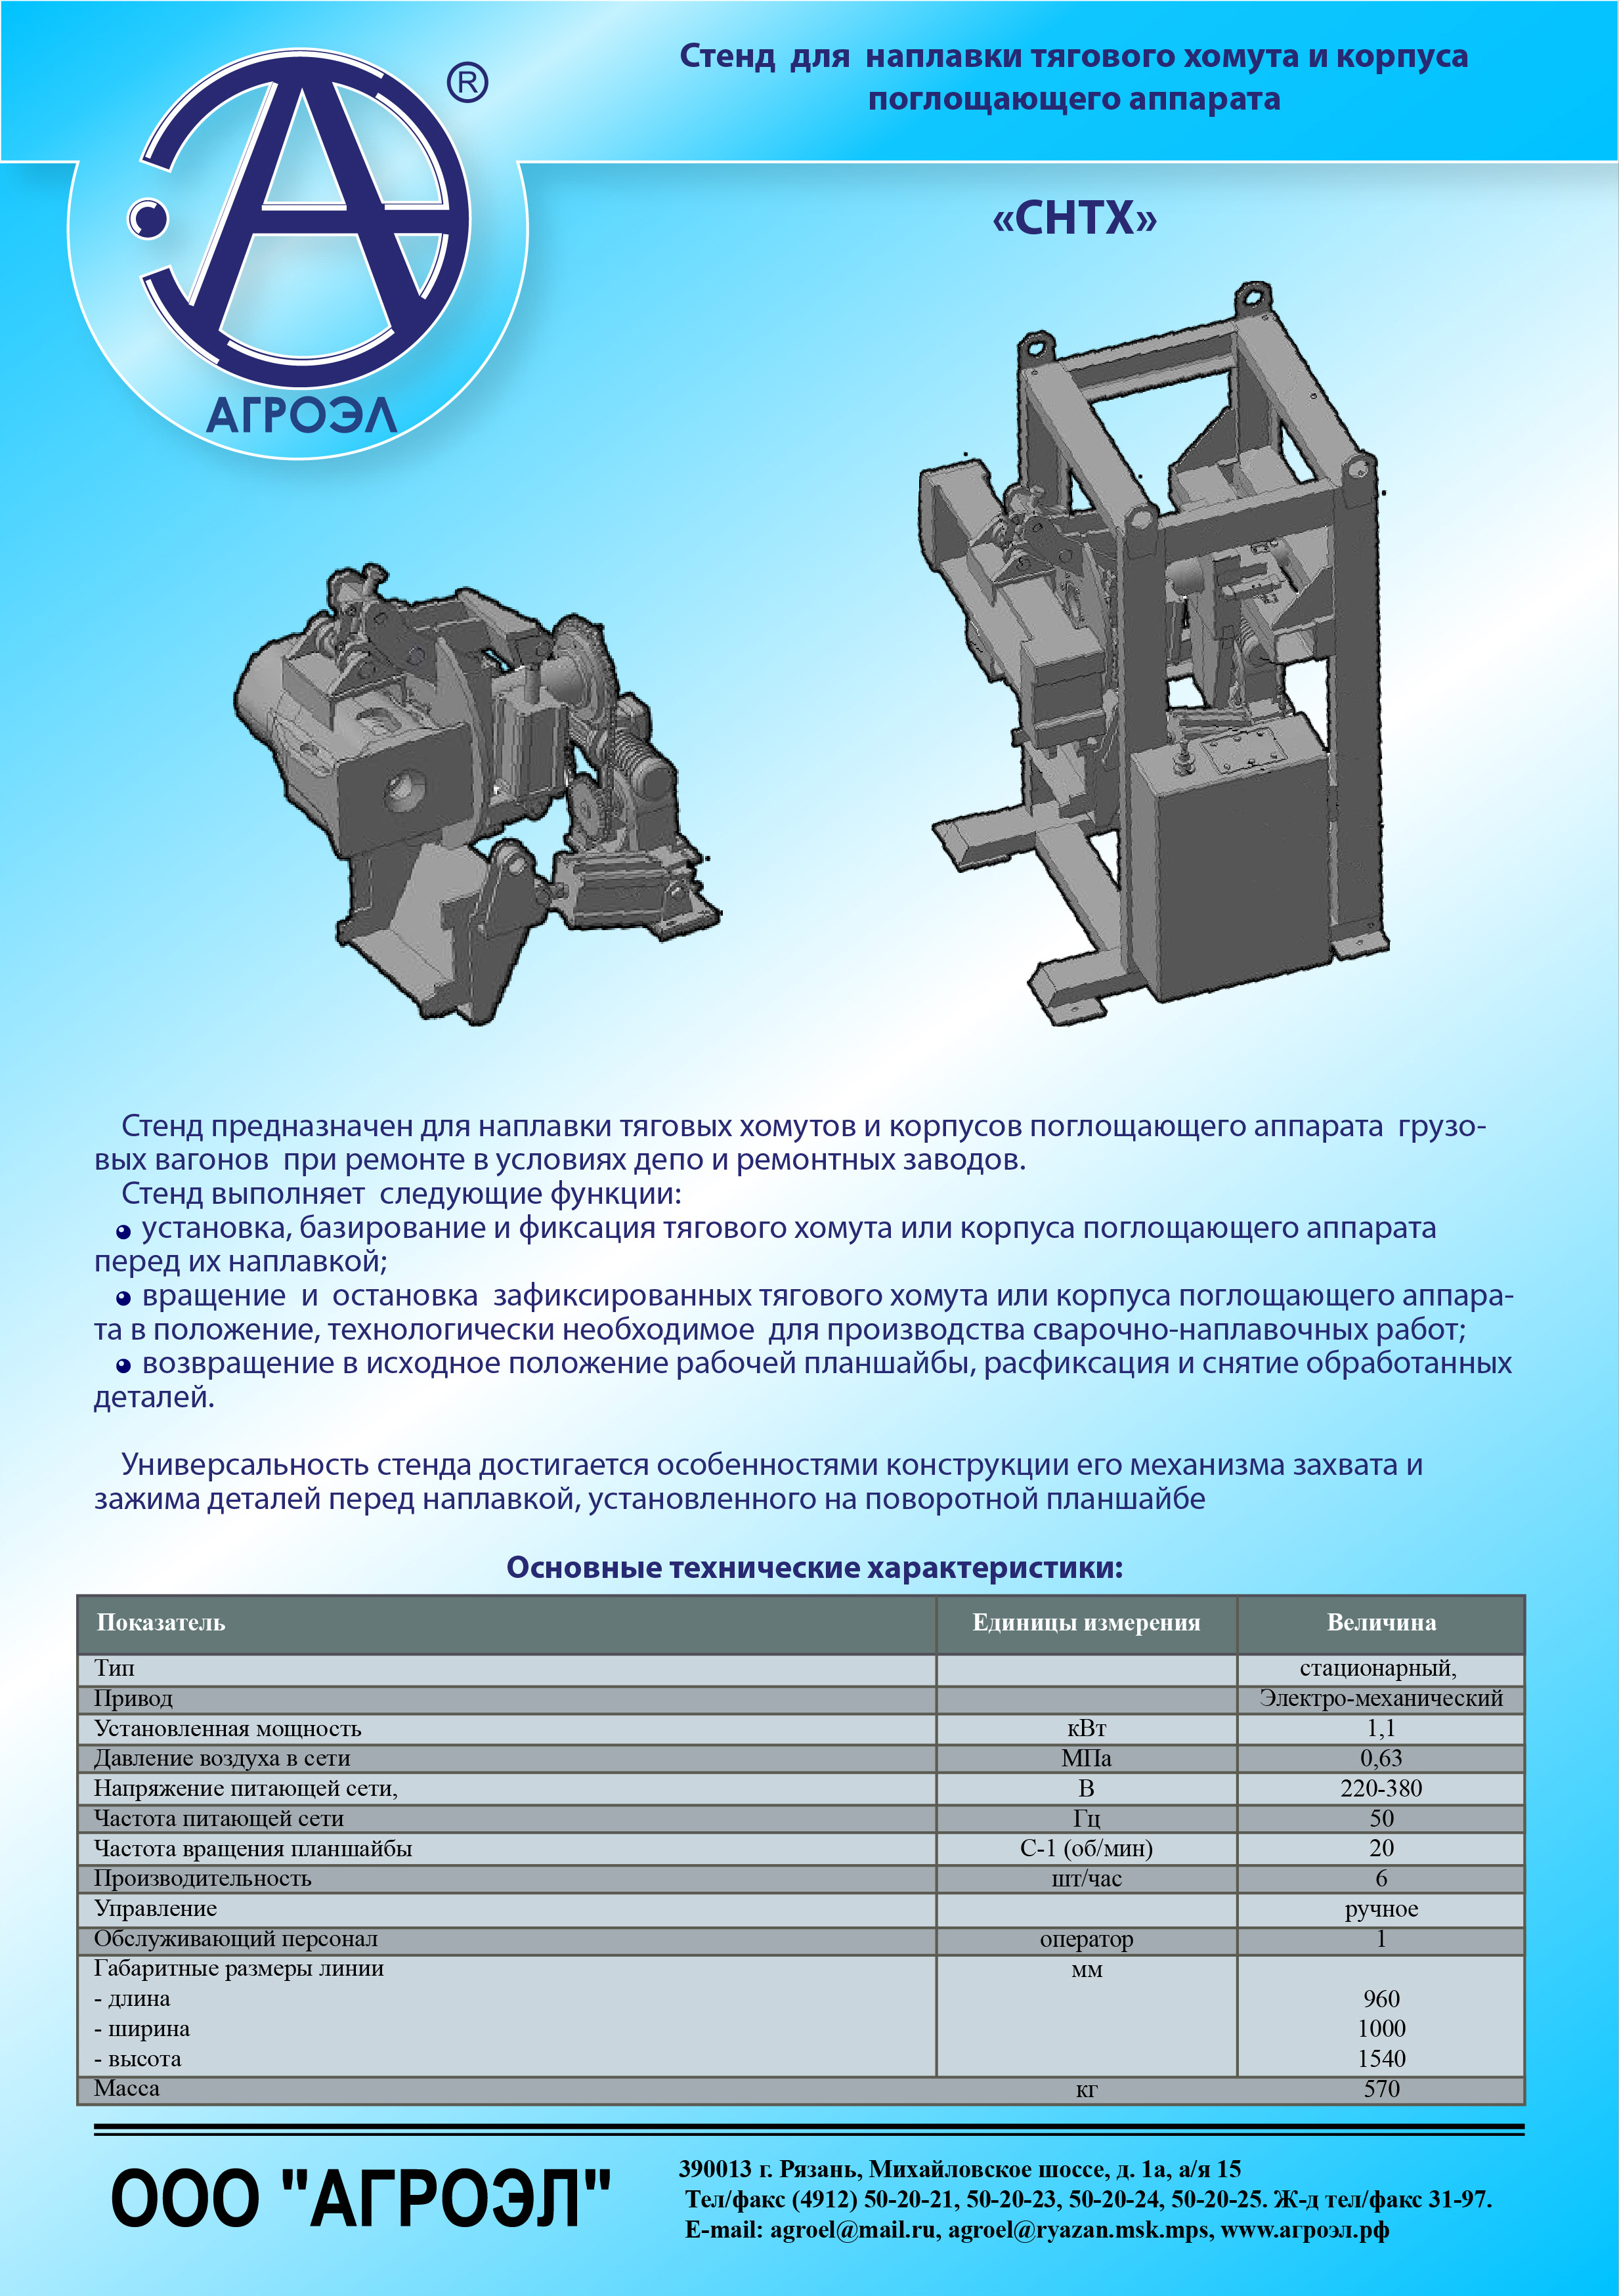 Стенд для наплавки тягового хомута и корпуса
поглощающего аппарата
®
АГРОЭЛ
«СНТХ»
Стенд предназначен для наплавки тяговых хомутов и корпусов поглощающего аппарата грузо-
вых вагонов при ремонте в условиях депо и ремонтных заводов.
Стенд выполняет следующие функции:
установка, базирование и фиксация тягового хомута или корпуса поглощающего аппарата
перед их наплавкой;
вращение и остановка зафиксированных тягового хомута или корпуса поглощающего аппара-
та в положение, технологически необходимое для производства сварочно-наплавочных работ;
возвращение в исходное положение рабочей планшайбы, расфиксация и снятие обработанных
деталей.
Универсальность стенда достигается особенностями конструкции его механизма захвата и
зажима деталей перед наплавкой, установленного на поворотной планшайбе
Основные технические характеристики:
Показатель Единицы измерения Величина
Тип стационарный,
Привод Электро-механический
Установленная мощность кВт 1,1
Давление воздуха в сети МПа 0,63
Напряжение питающей сети, В 220-380
Частота питающей сети Гц 50
Частота вращения планшайбы С-1 (об/мин) 20
Производительность шт/час 6
Управление ручное
Обслуживающий персонал оператор 1
Габаритные размеры линии мм
- длина 960
- ширина 1000
- высота 1540
Масса кг 570
ООО "АГРОЭЛ"
390013 г. Рязань, Михайловское шоссе, д. 1а, а/я 15
Тел/факс (4912) 50-20-21, 50-20-23, 50-20-24, 50-20-25. Ж-д тел/факс 31-97.
E-mail: agroel@mail.ru, agroel@ryazan.msk.mps, www.агроэл.рф